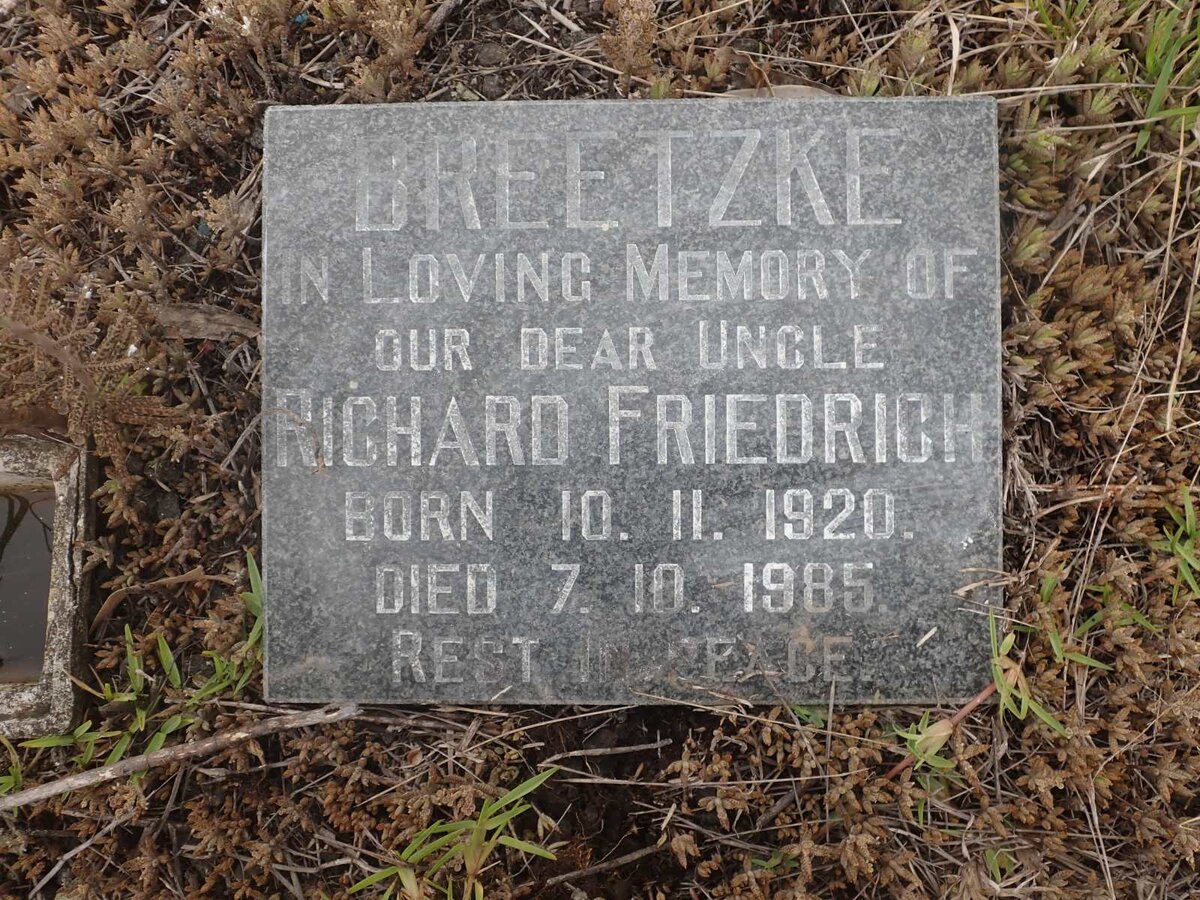 BREETZKE
IN LOVING MEMORY OF
OUR DEAR UNCLE
RICHARD FRIEDRICH
BORN 10. 11. 1920.
DIED 7. 10. 1985.
REST IN PEACE.